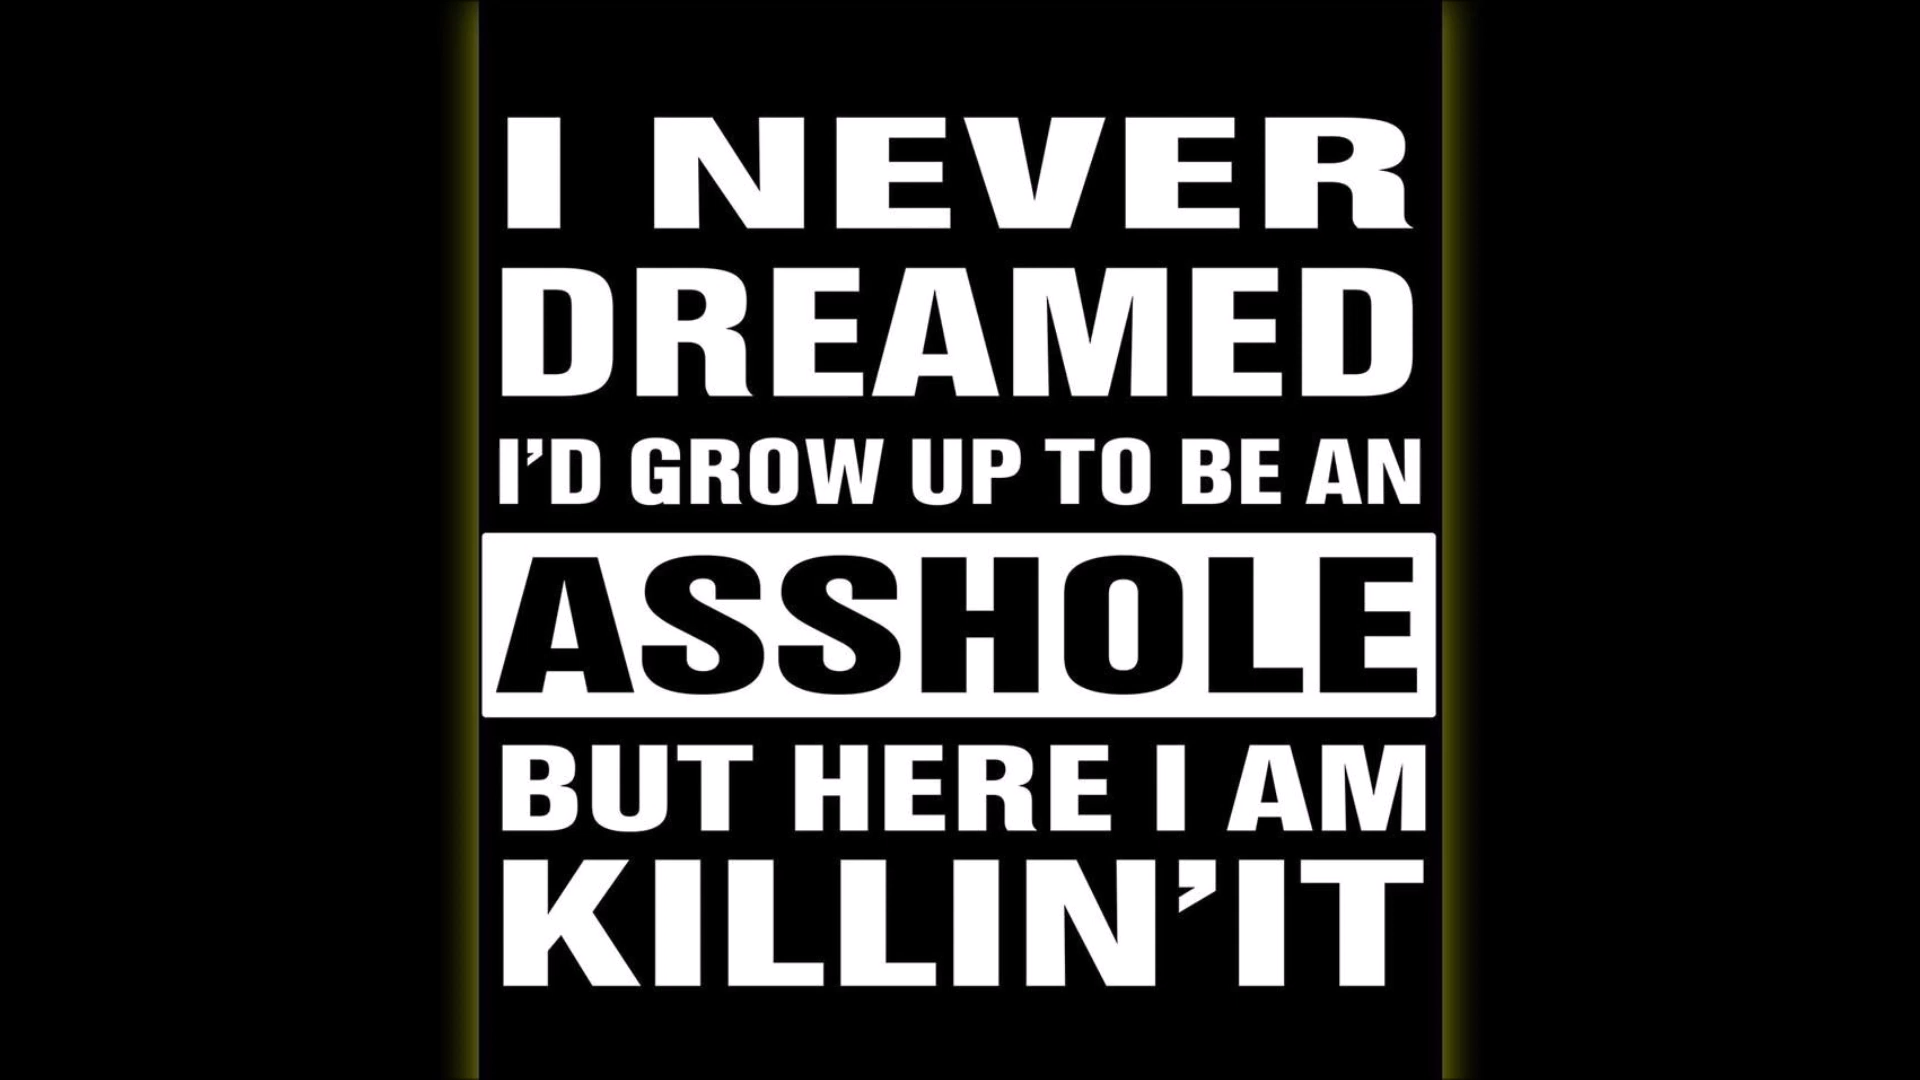 I NEVER
DREAMED
I’D GROW UP TO BE AN
ASSHOLE
BUT HERE I AM
KILLIN’IT